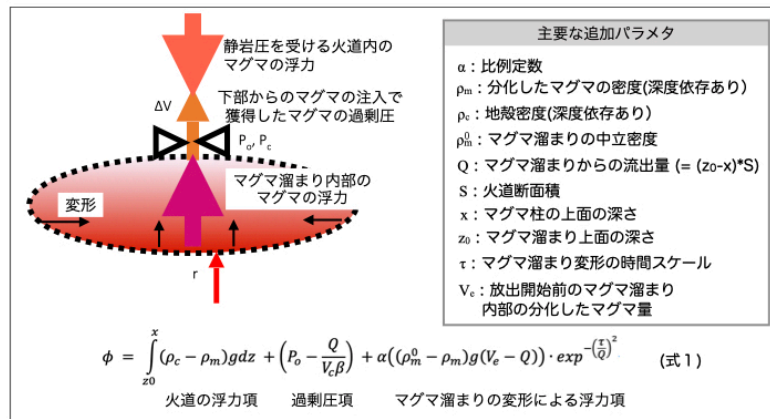 静岩圧を受ける火道内の
マグマの浮力
下部からのマグマの注入で
獲得したマグマの過剰圧
ΔV
Po, Pc
マグマ溜まり内部の
マグマの浮力
変形
r
主要な追加パラメタ
α：比例定数
ρm：分化したマグマの密度(深度依存あり)
ρc：地殻密度(深度依存あり)
ρ⁰m：マグマ溜まりの中立密度
Q：マグマ溜まりからの流出量 (= (z0-x)*S)
S：火道断面積
x：マグマ柱の上面の深さ
z0：マグマ溜まり上面の深さ
τ：マグマ溜まり変形の時間スケール
Ve：放出開始前のマグマ溜まり
内部の分化したマグマ量
φ = ∫_{z0}^{x} (ρc − ρm)gdz + (Po − Q/(Vcβ)) + α((ρ⁰m − ρm)g(Ve − Q)) · exp^{−(τ/Q)²} (式１)
火道の浮力項 過剰圧項 マグマ溜まりの変形による浮力項